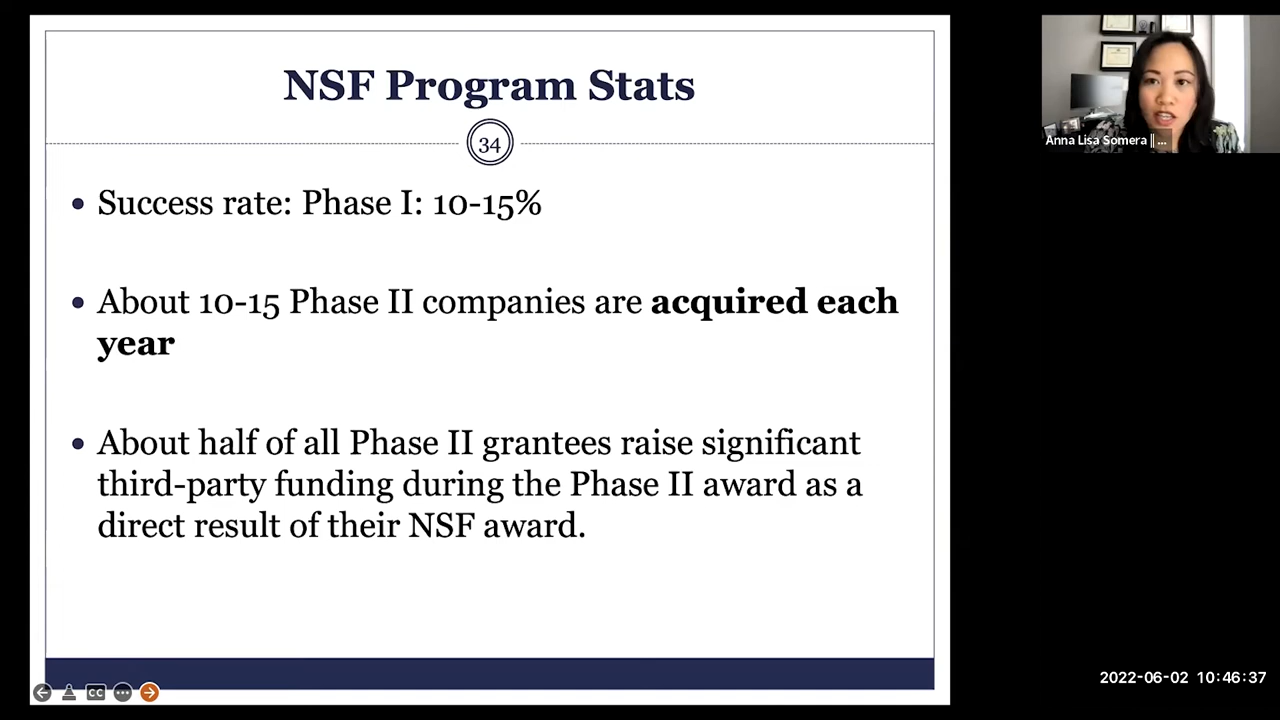 NSF Program Stats
34
• Success rate: Phase I: 10-15%
• About 10-15 Phase II companies are acquired each
year
• About half of all Phase II grantees raise significant
third-party funding during the Phase II award as a
direct result of their NSF award.
Anna Lisa Somera || ...
CC
2022-06-02 10:46:37